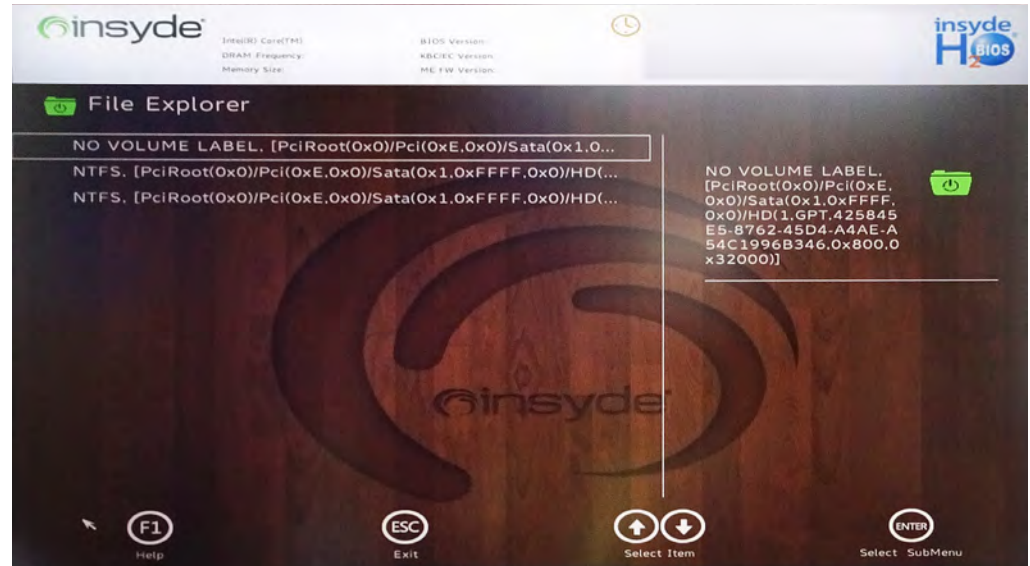 insyde
Intel(R) Core(TM)
DRAM Frequency:
Memory Size:
BIOS Version:
KBC/EC Version:
ME FW Version:
insyde
H2
BIOS
File Explorer
NO VOLUME LABEL, [PciRoot(0x0)/Pci(0xE,0x0)/Sata(0x1,0...
NTFS, [PciRoot(0x0)/Pci(0xE,0x0)/Sata(0x1,0xFFFF,0x0)/HD(...
NTFS, [PciRoot(0x0)/Pci(0xE,0x0)/Sata(0x1,0xFFFF,0x0)/HD(...
NO VOLUME LABEL,
[PciRoot(0x0)/Pci(0xE,
0x0)/Sata(0x1,0xFFFF,
0x0)/HD(1,GPT,425845
E5-8762-45D4-A4AE-A
54C1996B346,0x800,0
x32000)]
insyde
F1
Help
ESC
Exit
Select Item
ENTER
Select SubMenu